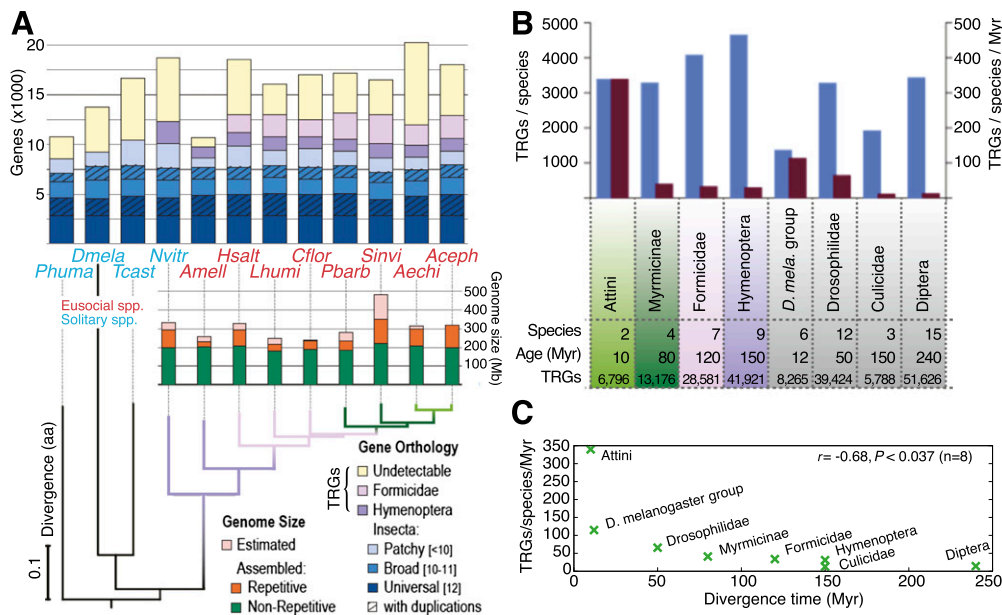 A
20
15
10
5
Genes (x1000)
Phuma
Dmela
Tcast
Nvitr
Amell
Hsalt
Lhumi
Cflor
Pbarb
Sinvi
Aechi
Aceph
Eusocial spp.
Solitary spp.
500
400
300
200
100
Genome size (Mb)
Divergence (aa)
0.1
Genome Size
Estimated
Assembled:
Repetitive
Non-Repetitive
Gene Orthology
TRGs
Undetectable
Formicidae
Hymenoptera
Insecta:
Patchy [<10]
Broad [10-11]
Universal [12]
with duplications
B
5000
4000
3000
2000
1000
TRGs / species
500
400
300
200
100
TRGs / species / Myr
Attini
Myrmicinae
Formicidae
Hymenoptera
D. mela. group
Drosophilidae
Culicidae
Diptera
Species 2 4 7 9 6 12 3 15
Age (Myr) 10 80 120 150 12 50 150 240
TRGs 6,796 13,176 28,581 41,921 8,265 39,424 5,788 51,626
C
350
300
250
200
150
100
50
0
TRGs/species/Myr
r= -0.68, P < 0.037 (n=8)
Attini
D. melanogaster group
Drosophilidae
Myrmicinae
Formicidae
Hymenoptera
Culicidae
Diptera
0 50 100 150 200 250
Divergence time (Myr)